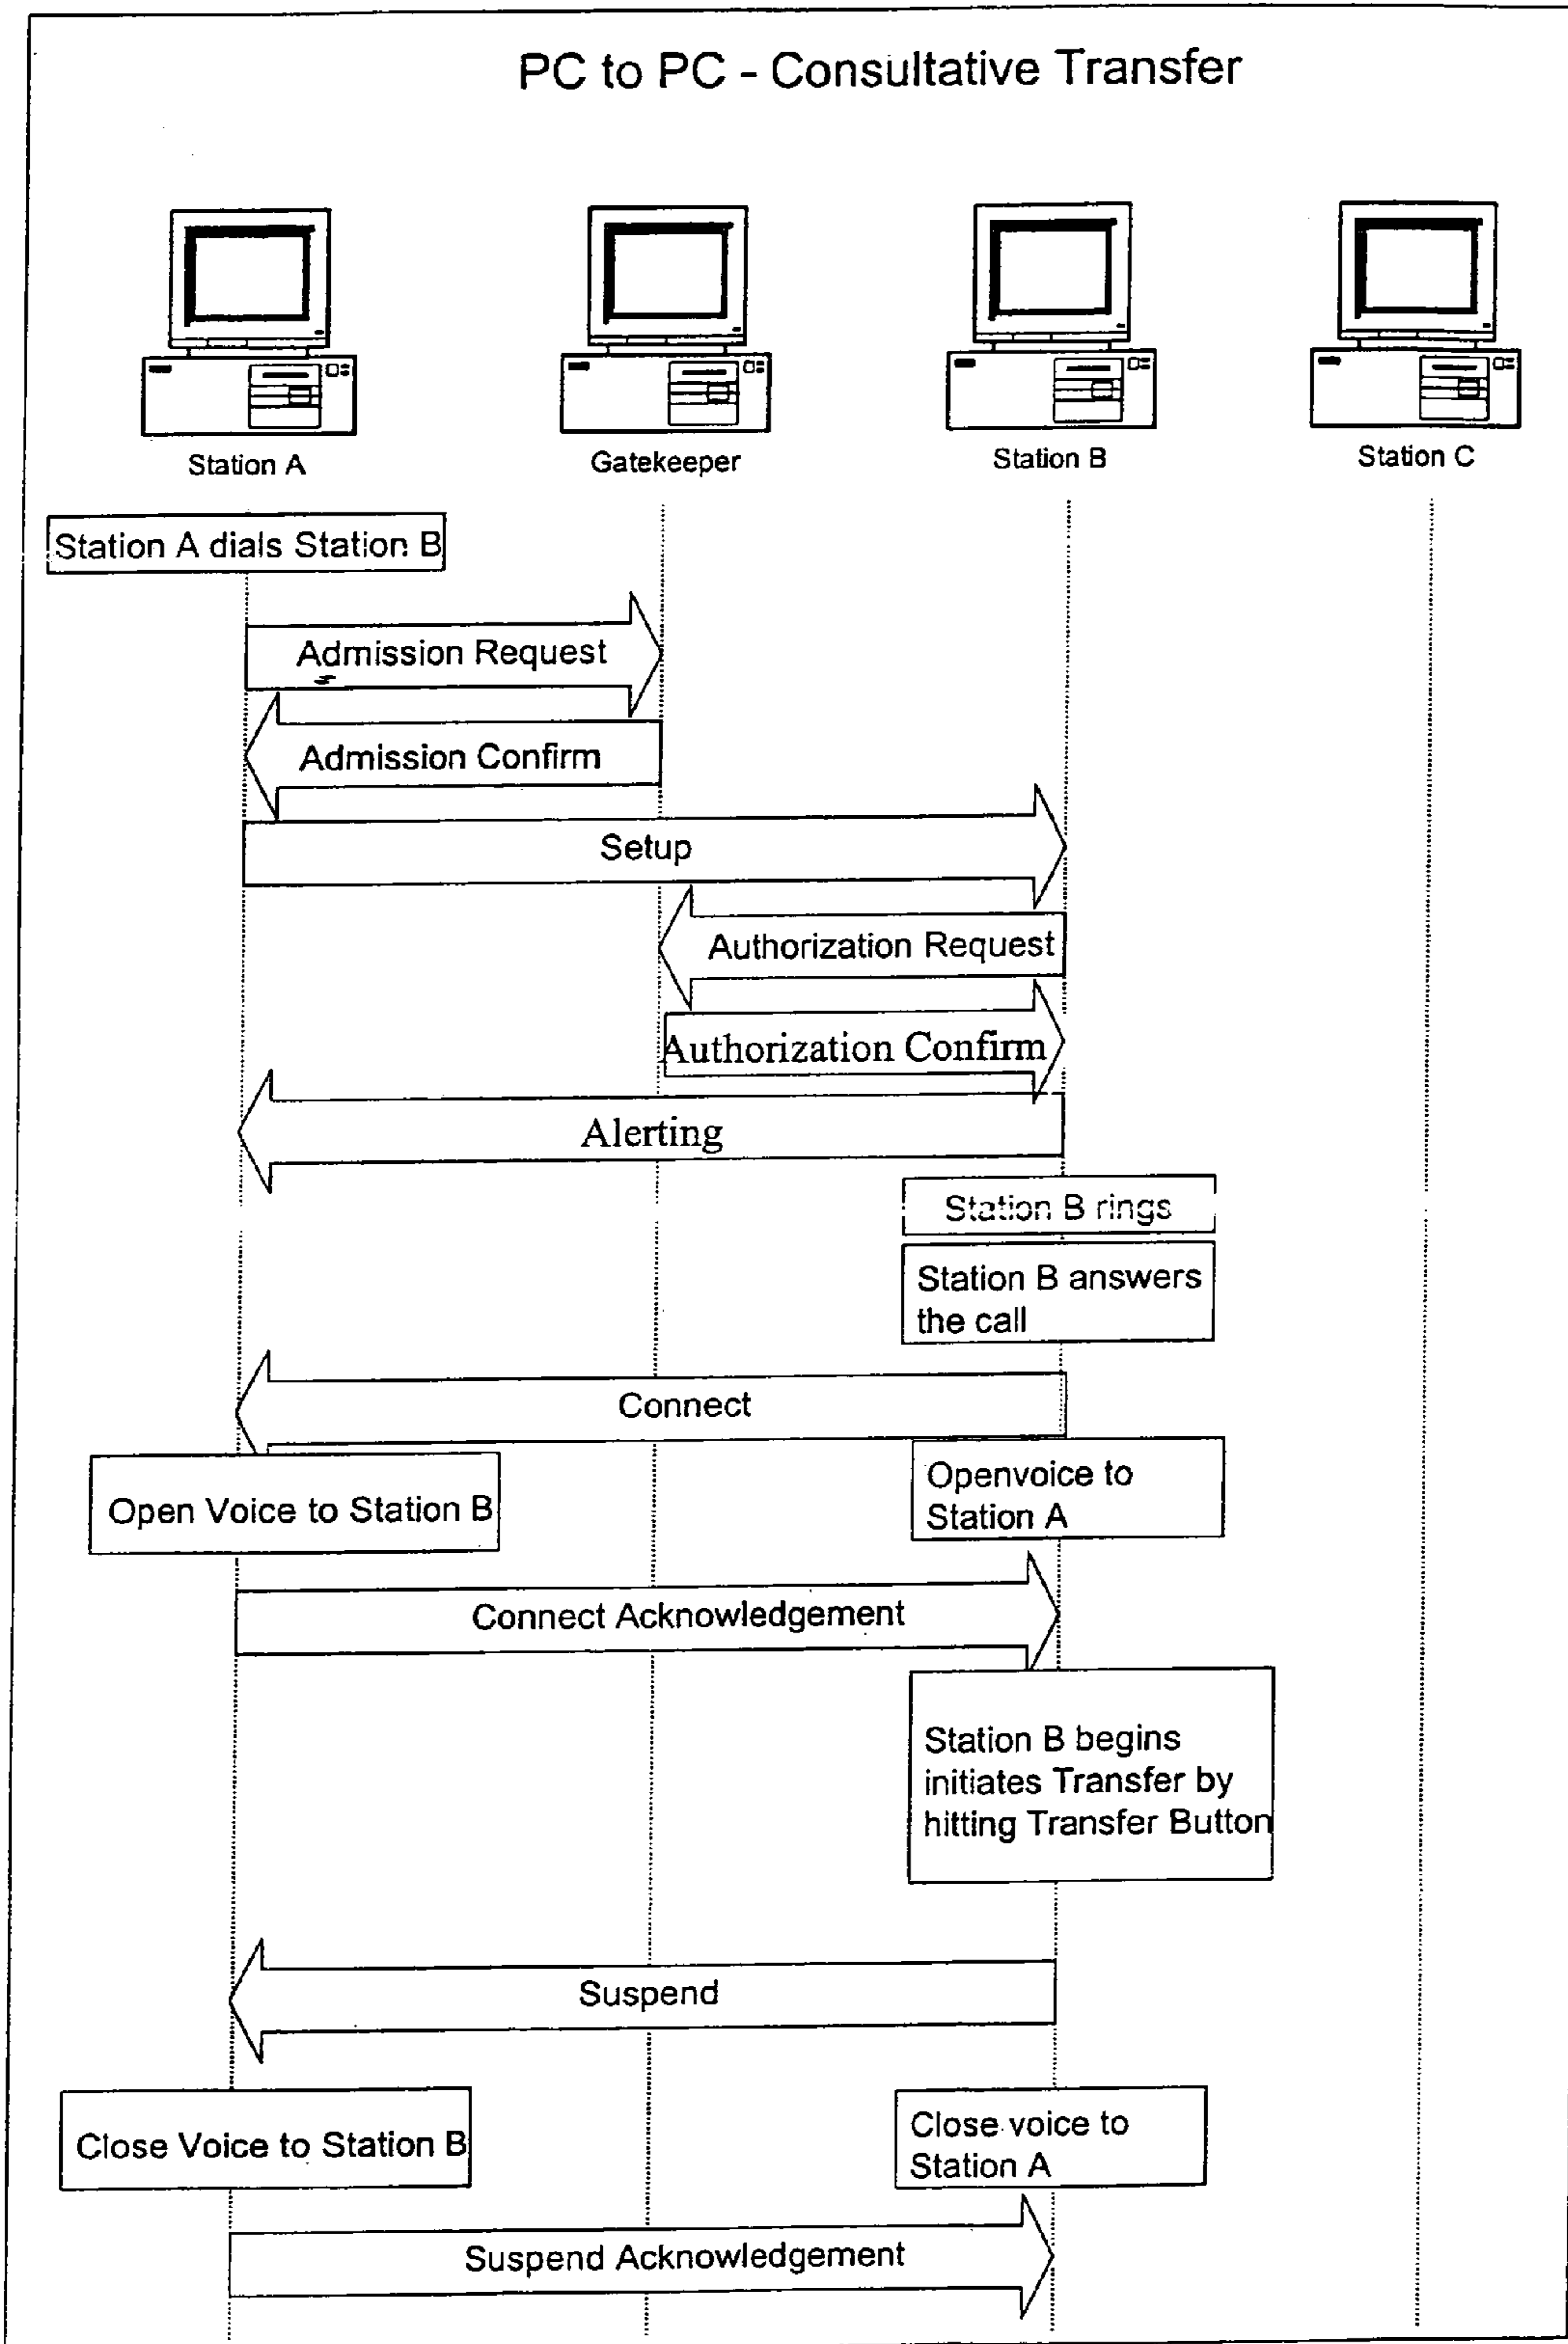 PC to PC - Consultative Transfer
Station A
Gatekeeper
Station B
Station C
Station A dials Station B
Admission Request
Admission Confirm
Setup
Authorization Request
Authorization Confirm
Alerting
Station B rings
Station B answers
the call
Connect
Open Voice to Station B
Openvoice to
Station A
Connect Acknowledgement
Station B begins
initiates Transfer by
hitting Transfer Button
Suspend
Close Voice to Station B
Close voice to
Station A
Suspend Acknowledgement